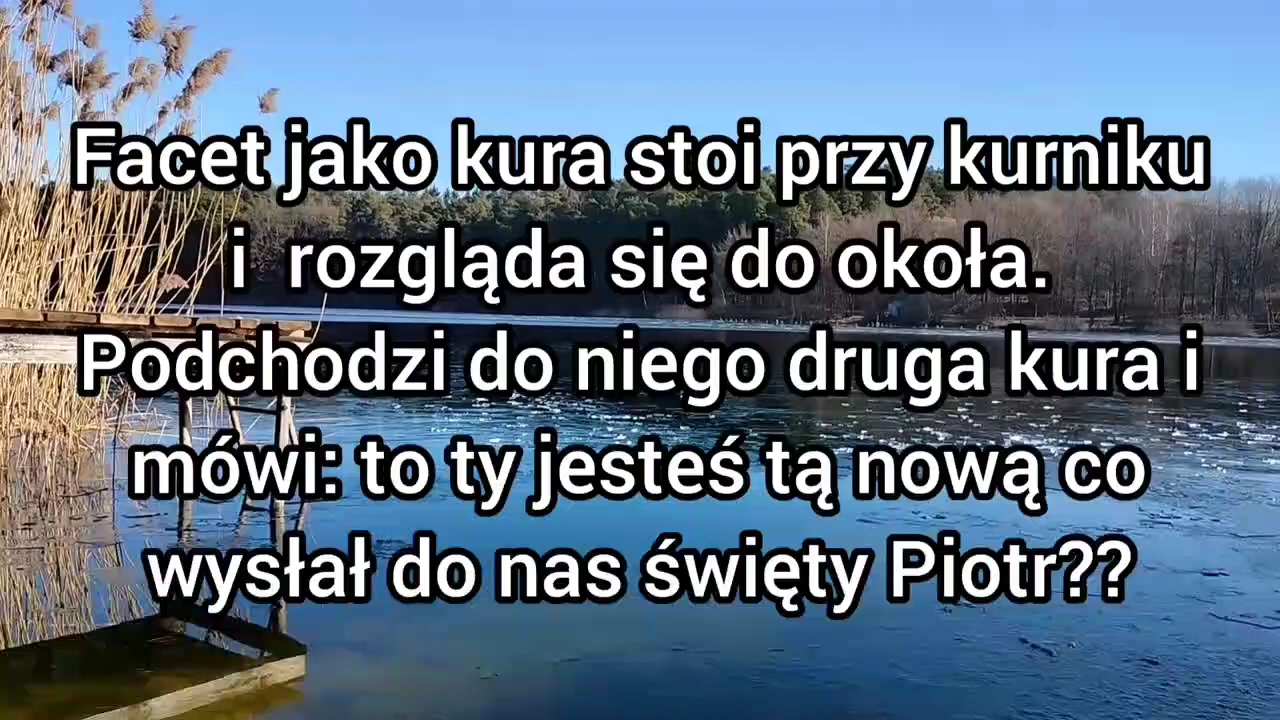 Facet jako kura stoi przy kurniku
i rozgląda się do okoła.
Podchodzi do niego druga kura i
mówi: to ty jesteś tą nową co
wysłał do nas święty Piotr??